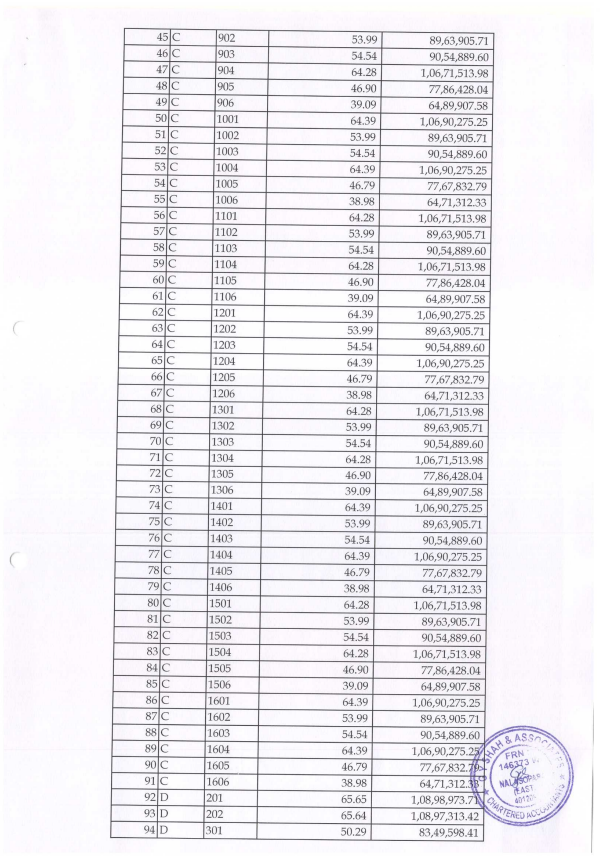 45 C 902 53.99 89,63,905.71
46 C 903 54.54 90,54,889.60
47 C 904 64.28 1,06,71,513.98
48 C 905 46.90 77,86,428.04
49 C 906 39.09 64,89,907.58
50 C 1001 64.39 1,06,90,275.25
51 C 1002 53.99 89,63,905.71
52 C 1003 54.54 90,54,889.60
53 C 1004 64.39 1,06,90,275.25
54 C 1005 46.79 77,67,832.79
55 C 1006 38.98 64,71,312.33
56 C 1101 64.28 1,06,71,513.98
57 C 1102 53.99 89,63,905.71
58 C 1103 54.54 90,54,889.60
59 C 1104 64.28 1,06,71,513.98
60 C 1105 46.90 77,86,428.04
61 C 1106 39.09 64,89,907.58
62 C 1201 64.39 1,06,90,275.25
63 C 1202 53.99 89,63,905.71
64 C 1203 54.54 90,54,889.60
65 C 1204 64.39 1,06,90,275.25
66 C 1205 46.79 77,67,832.79
67 C 1206 38.98 64,71,312.33
68 C 1301 64.28 1,06,71,513.98
69 C 1302 53.99 89,63,905.71
70 C 1303 54.54 90,54,889.60
71 C 1304 64.28 1,06,71,513.98
72 C 1305 46.90 77,86,428.04
73 C 1306 39.09 64,89,907.58
74 C 1401 64.39 1,06,90,275.25
75 C 1402 53.99 89,63,905.71
76 C 1403 54.54 90,54,889.60
77 C 1404 64.39 1,06,90,275.25
78 C 1405 46.79 77,67,832.79
79 C 1406 38.98 64,71,312.33
80 C 1501 64.28 1,06,71,513.98
81 C 1502 53.99 89,63,905.71
82 C 1503 54.54 90,54,889.60
83 C 1504 64.28 1,06,71,513.98
84 C 1505 46.90 77,86,428.04
85 C 1506 39.09 64,89,907.58
86 C 1601 64.39 1,06,90,275.25
87 C 1602 53.99 89,63,905.71
88 C 1603 54.54 90,54,889.60
89 C 1604 64.39 1,06,90,275.25
90 C 1605 46.79 77,67,832.79
91 C 1606 38.98 64,71,312.33
92 D 201 65.65 1,08,98,973.71
93 D 202 65.64 1,08,97,313.42
94 D 301 50.29 83,49,598.41
SHAH & ASSOCIATES
FRN
146373
EAST
CHARTERED ACCOUNTANTS